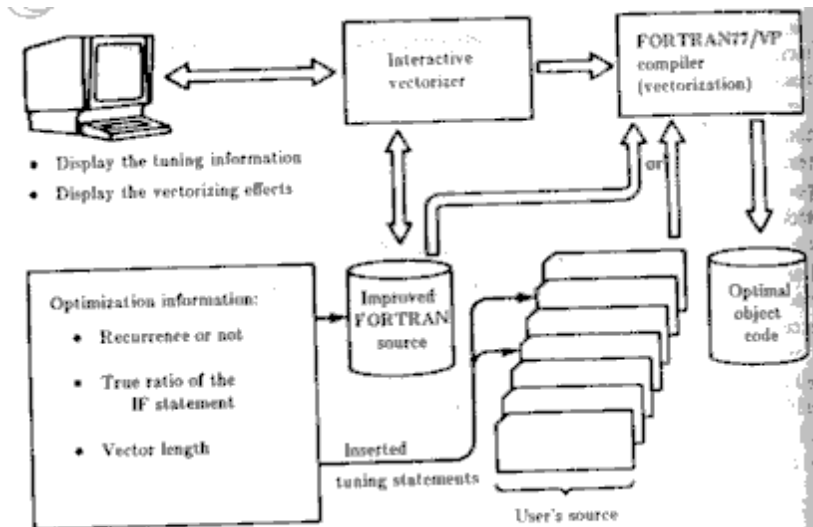 Interactive
vectorizer
FORTRAN77/VP
compiler
(vectorization)
• Display the tuning information
• Display the vectorizing effects
or
Optimization information:
• Recurrence or not
• True ratio of the
IF statement
• Vector length
Improved
FORTRAN
source
Optimal
object
code
Inserted
tuning statements
User's source